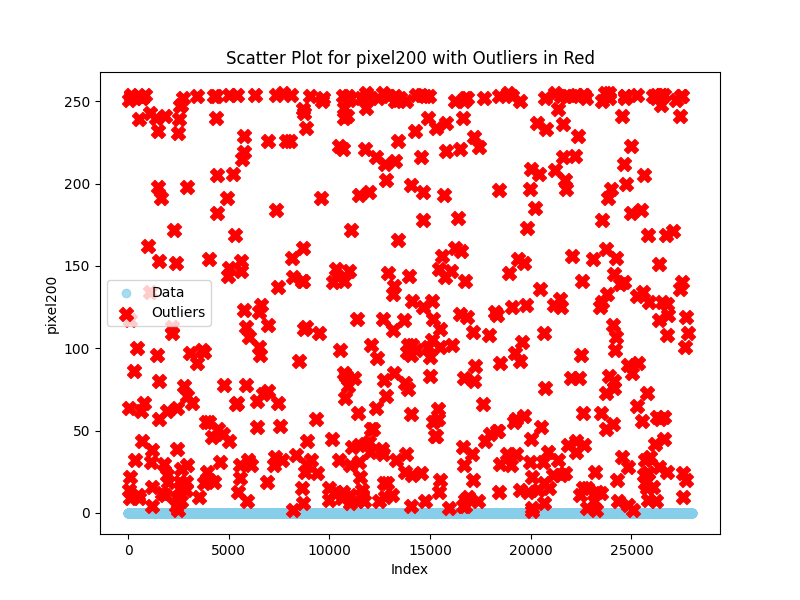 Scatter Plot for pixel200 with Outliers in Red
250
200
150
100
50
0
pixel200
Data
Outliers
0
5000
10000
15000
20000
25000
Index